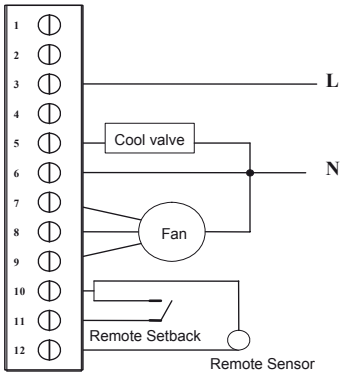 1
2
3 L
4
5 Cool valve
6 N
7
8 Fan
9
10
11 Remote Setback
12
Remote Sensor